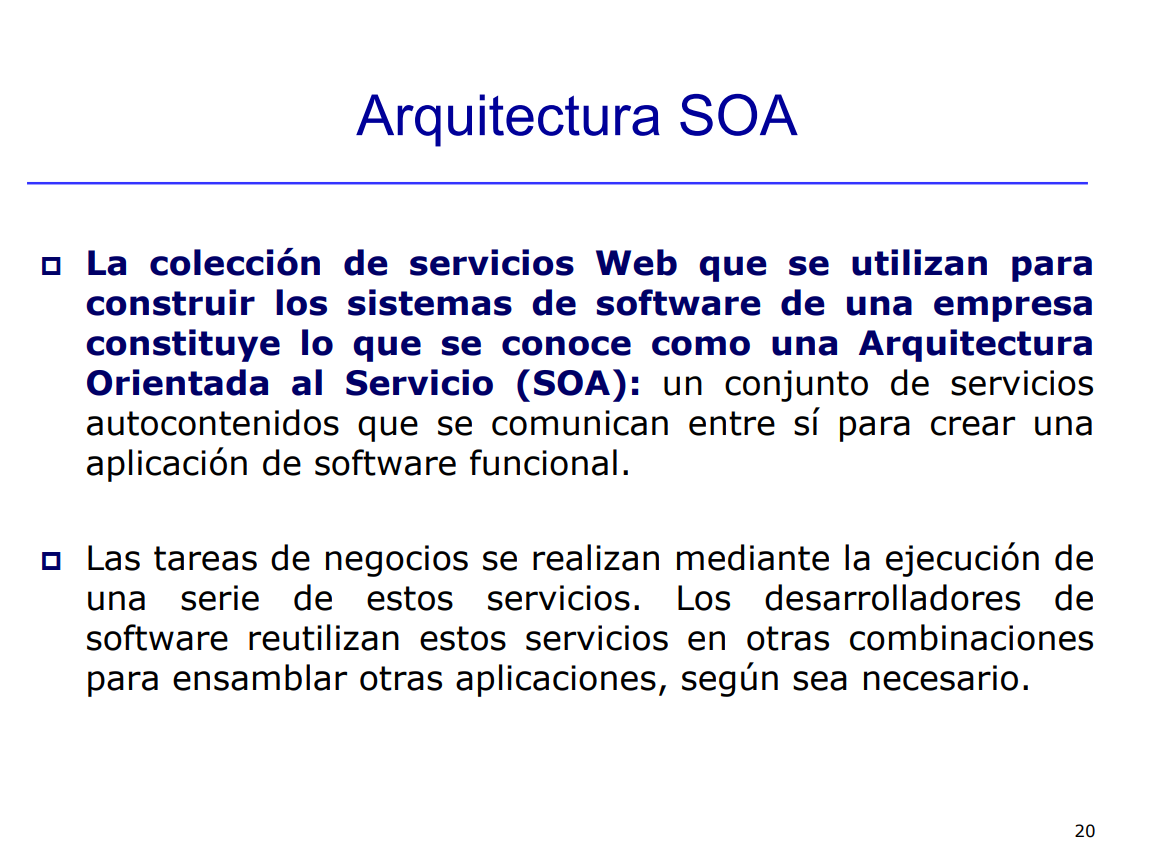 Arquitectura SOA
La colección de servicios Web que se utilizan para
construir los sistemas de software de una empresa
constituye lo que se conoce como una Arquitectura
Orientada al Servicio (SOA): un conjunto de servicios
autocontenidos que se comunican entre sí para crear una
aplicación de software funcional.
Las tareas de negocios se realizan mediante la ejecución de
una serie de estos servicios. Los desarrolladores de
software reutilizan estos servicios en otras combinaciones
para ensamblar otras aplicaciones, según sea necesario.
20